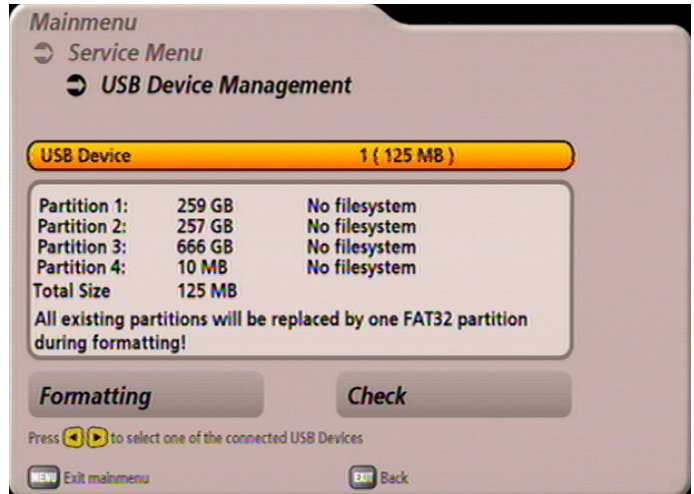 Mainmenu
Service Menu
USB Device Management
USB Device 1 ( 125 MB )
Partition 1: 259 GB No filesystem
Partition 2: 257 GB No filesystem
Partition 3: 666 GB No filesystem
Partition 4: 10 MB No filesystem
Total Size 125 MB
All existing partitions will be replaced by one FAT32 partition
during formatting!
Formatting Check
Press to select one of the connected USB Devices
MENU Exit mainmenu EXIT Back